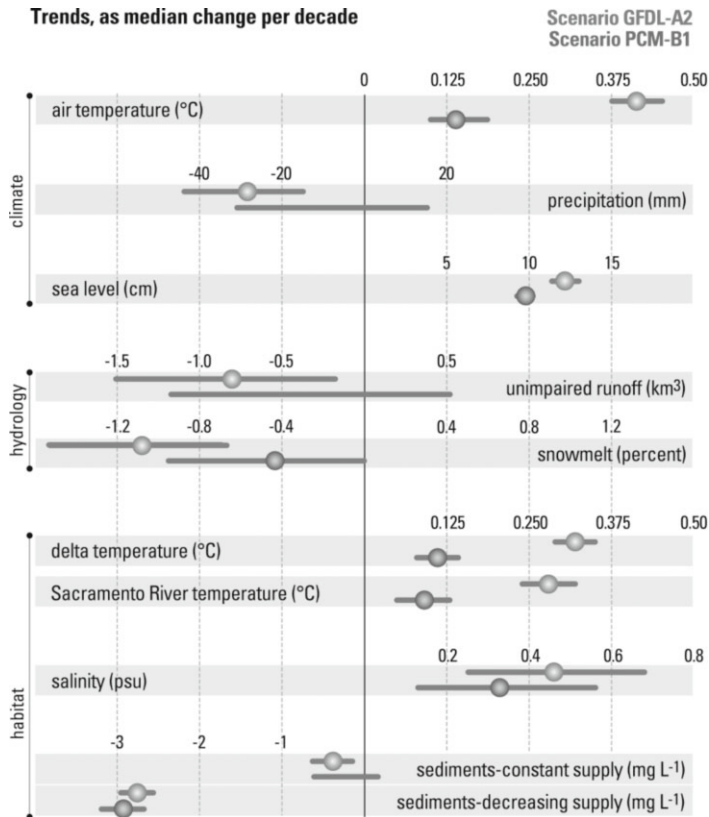 Trends, as median change per decade
Scenario GFDL-A2
Scenario PCM-B1
0 0.125 0.250 0.375 0.50
air temperature (°C)
-40 -20 20
precipitation (mm)
climate
5 10 15
sea level (cm)
-1.5 -1.0 -0.5 0.5
unimpaired runoff (km³)
hydrology
-1.2 -0.8 -0.4 0.4 0.8 1.2
snowmelt (percent)
0.125 0.250 0.375 0.50
delta temperature (°C)
Sacramento River temperature (°C)
0.2 0.4 0.6 0.8
salinity (psu)
habitat
-3 -2 -1
sediments-constant supply (mg L⁻¹)
sediments-decreasing supply (mg L⁻¹)